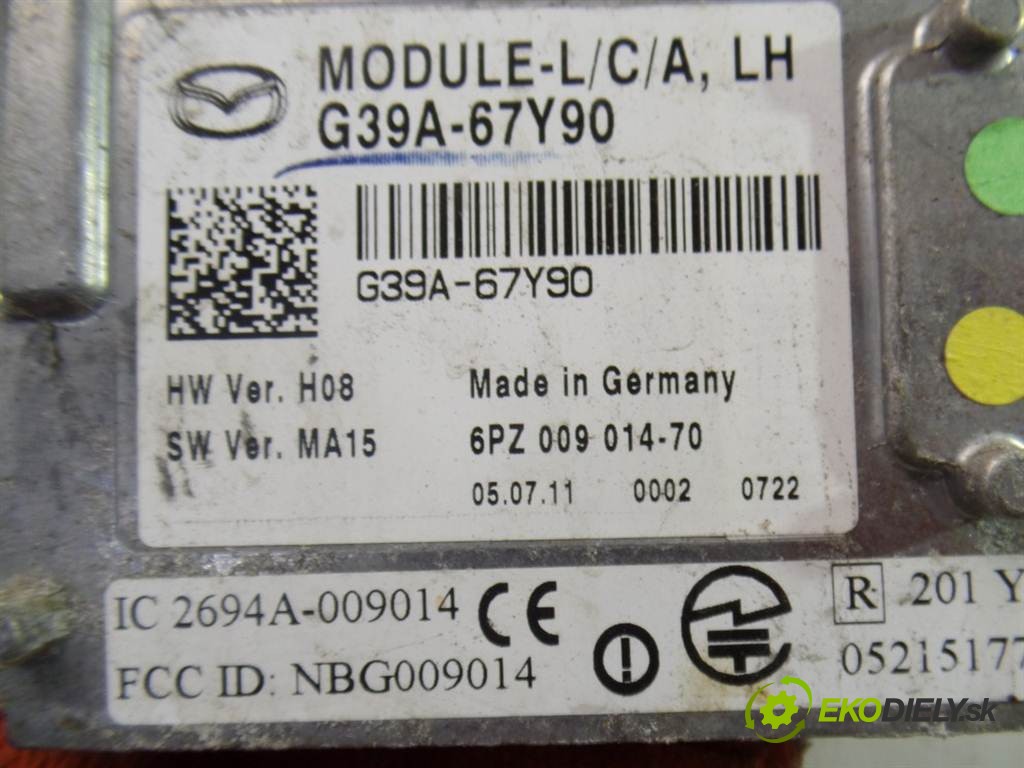 MODULE-L/C/A, LH
G39A-67Y90
G39A-67Y90
HW Ver. H08
Made in Germany
SW Ver. MA15
6PZ 009 014-70
05.07.11 0002 0722
IC 2694A-009014 CE
R 201 Y
FCC ID: NBG009014
05215177
EKODIELY.sk